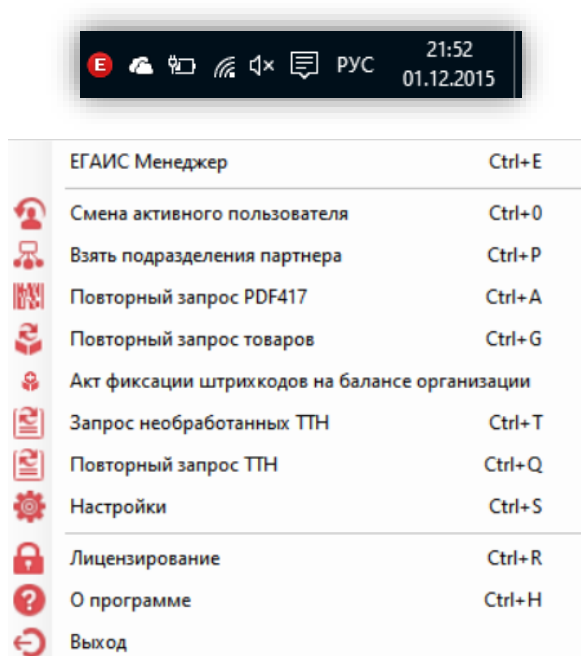 E
РУС
21:52
01.12.2015
ЕГАИС Менеджер Ctrl+E
Смена активного пользователя Ctrl+0
Взять подразделения партнера Ctrl+P
Повторный запрос PDF417 Ctrl+A
Повторный запрос товаров Ctrl+G
Акт фиксации штрихкодов на балансе организации
Запрос необработанных ТТН Ctrl+T
Повторный запрос ТТН Ctrl+Q
Настройки Ctrl+S
Лицензирование Ctrl+R
О программе Ctrl+H
Выход